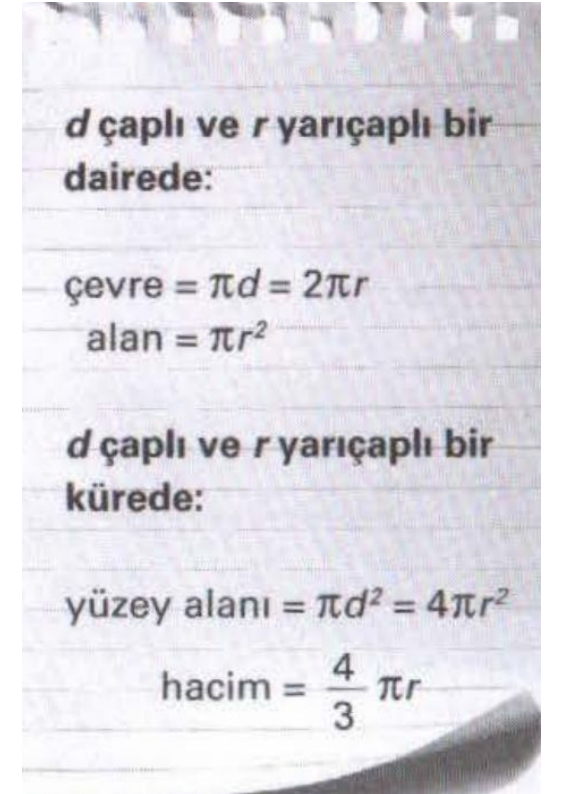 d çaplı ve r yarıçaplı bir
dairede:
çevre = πd = 2πr
alan = πr²
d çaplı ve r yarıçaplı bir
kürede:
yüzey alanı = πd² = 4πr²
hacim = 4/3 πr